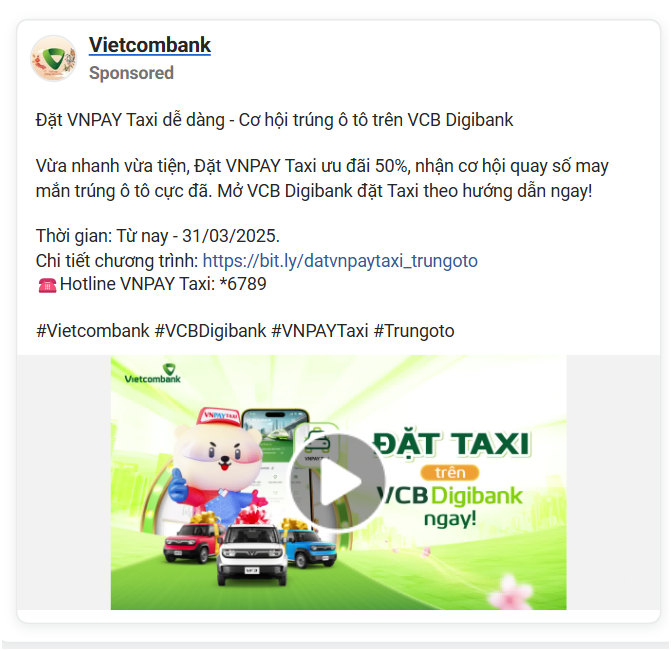 Vietcombank
Sponsored
Đặt VNPAY Taxi dễ dàng - Cơ hội trúng ô tô trên VCB Digibank
Vừa nhanh vừa tiện, Đặt VNPAY Taxi ưu đãi 50%, nhận cơ hội quay số may
mắn trúng ô tô cực đã. Mở VCB Digibank đặt Taxi theo hướng dẫn ngay!
Thời gian: Từ nay - 31/03/2025.
Chi tiết chương trình: https://bit.ly/datvnpaytaxi_trungoto
☎️Hotline VNPAY Taxi: *6789
#Vietcombank #VCBDigibank #VNPAYTaxi #Trungoto
Vietcombank
VNPAYTAXI
ĐẶT TAXI
trên
VCB Digibank
ngay!